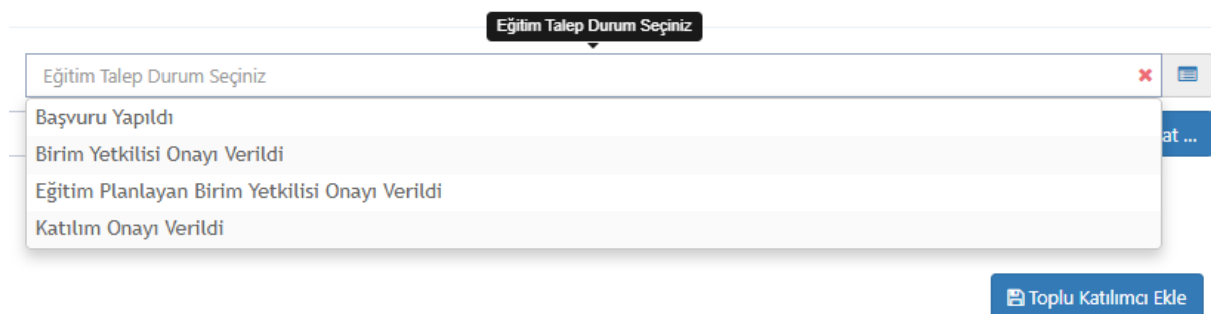 Eğitim Talep Durum Seçiniz
Eğitim Talep Durum Seçiniz
Başvuru Yapıldı
at ...
Birim Yetkilisi Onayı Verildi
Eğitim Planlayan Birim Yetkilisi Onayı Verildi
Katılım Onayı Verildi
Toplu Katılımcı Ekle